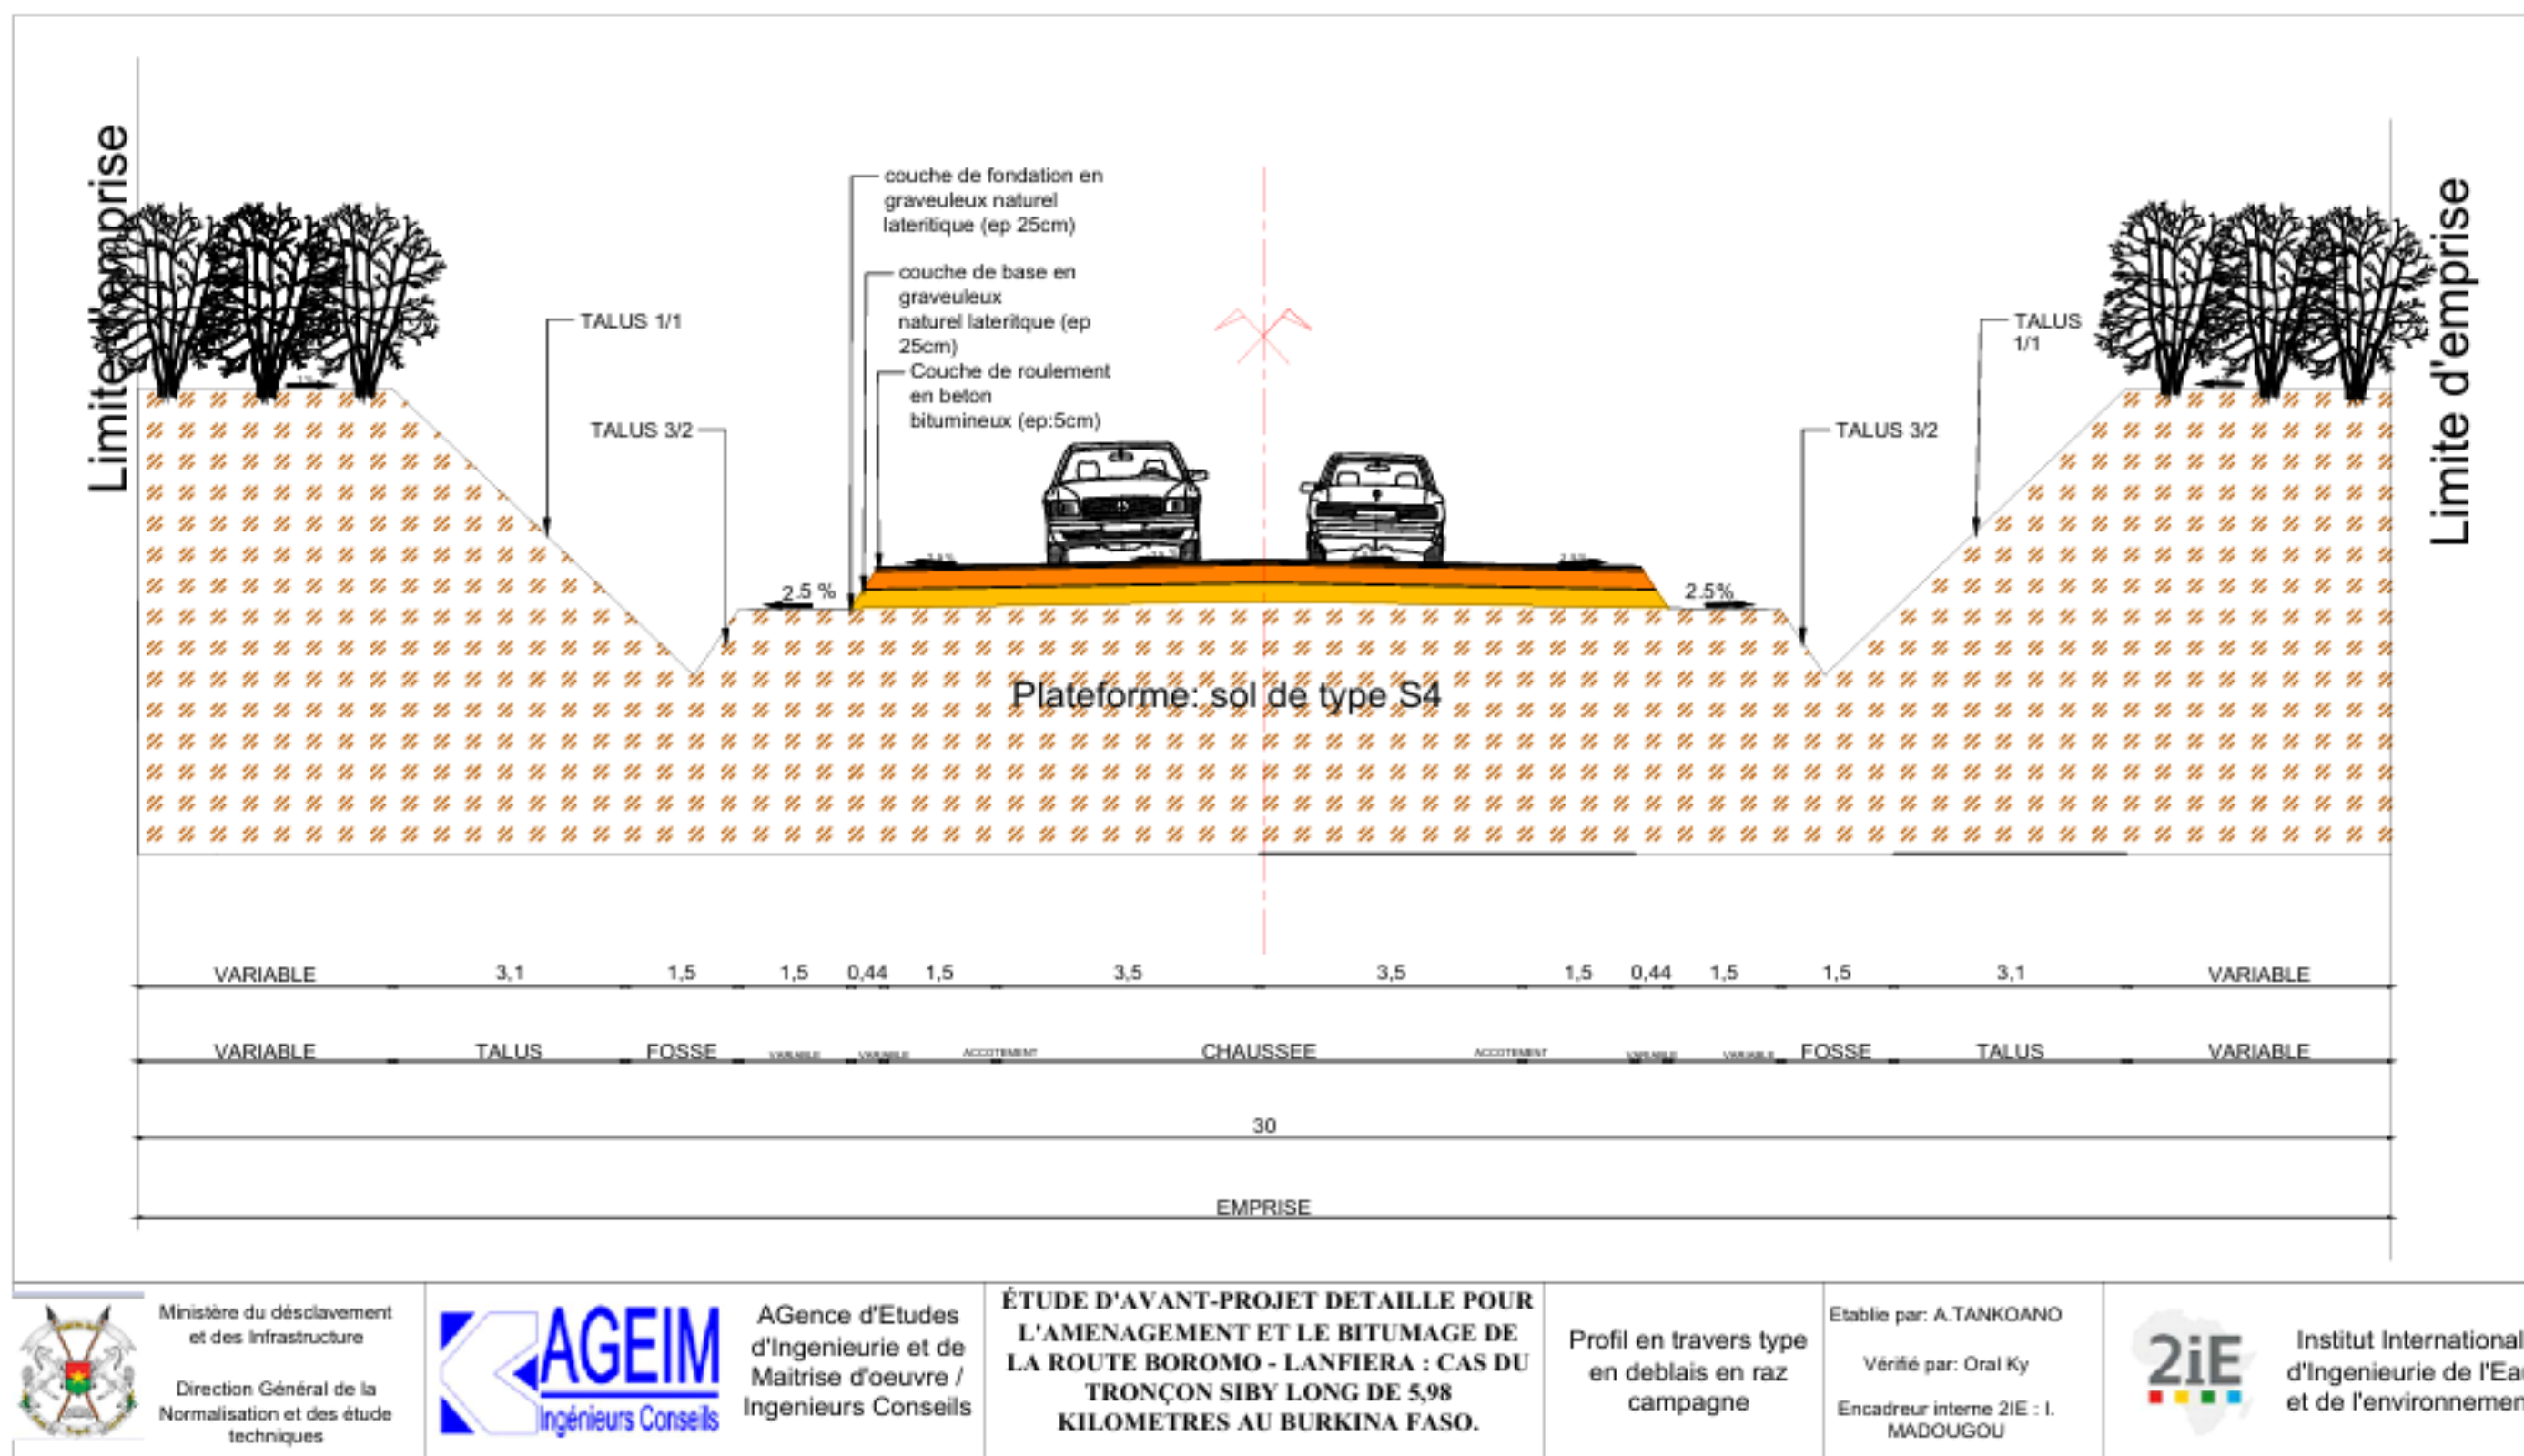 Limite d'emprise
couche de fondation en
graveuleux naturel
lateritique (ep 25cm)
couche de base en
graveuleux
naturel lateritque (ep
25cm)
Couche de roulement
en beton
bitumineux (ep:5cm)
TALUS 1/1
TALUS 3/2
TALUS
1/1
TALUS 3/2
Limite d'emprise
2.5 %
2.5%
Plateforme: sol de type S4
VARIABLE 3,1 1,5 1,5 0,44 1,5 3,5 3,5 1,5 0,44 1,5 1,5 3,1 VARIABLE
VARIABLE TALUS FOSSE VARIABLE VARIABLE ACCOTEMENT CHAUSSEE ACCOTEMENT VARIABLE VARIABLE FOSSE TALUS VARIABLE
30
EMPRISE
Ministère du désclavement
et des Infrastructure
Direction Général de la
Normalisation et des étude
techniques
AGEIM
Ingénieurs Conseils
AGence d'Etudes
d'Ingenieurie et de
Maitrise d'oeuvre /
Ingenieurs Conseils
ÉTUDE D'AVANT-PROJET DETAILLE POUR
L'AMENAGEMENT ET LE BITUMAGE DE
LA ROUTE BOROMO - LANFIERA : CAS DU
TRONÇON SIBY LONG DE 5,98
KILOMETRES AU BURKINA FASO.
Profil en travers type
en deblais en raz
campagne
Etablie par: A.TANKOANO
Vérifié par: Oral Ky
Encadreur interne 2IE : I.
MADOUGOU
2iE
Institut International
d'Ingenieurie de l'Eau
et de l'environnemen